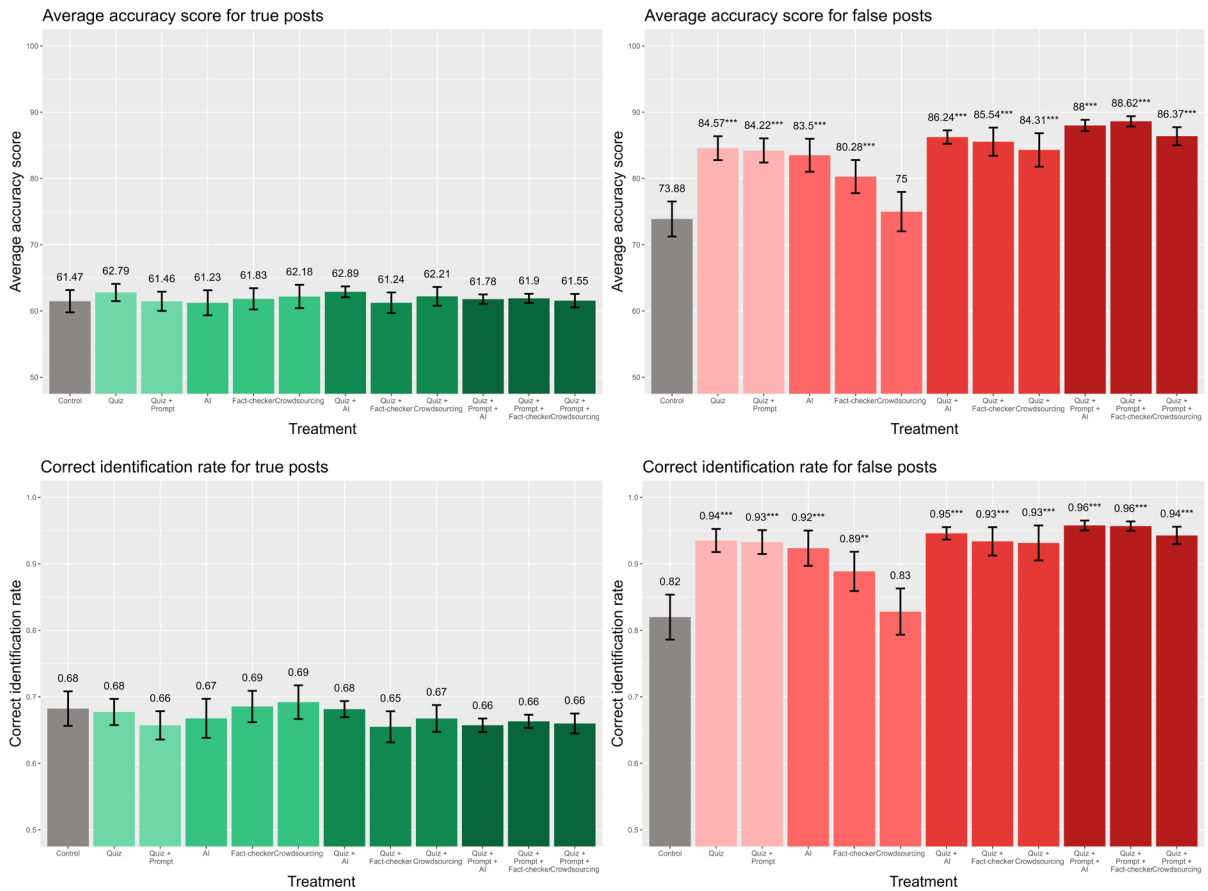 Average accuracy score for true posts
Average accuracy score
100
90
80
70
60
50
61.47
62.79
61.46
61.23
61.83
62.18
62.89
61.24
62.21
61.78
61.9
61.55
Control
Quiz
Quiz +
Prompt
AI
Fact-checker
Crowdsourcing
Quiz +
AI
Quiz +
Fact-checker
Quiz +
Crowdsourcing
Quiz +
Prompt +
AI
Quiz +
Prompt +
Fact-checker
Quiz +
Prompt +
Crowdsourcing
Treatment
Average accuracy score for false posts
Average accuracy score
100
90
80
70
60
50
73.88
84.57***
84.22***
83.5***
80.28***
75
86.24***
85.54***
84.31***
88***
88.62***
86.37***
Control
Quiz
Quiz +
Prompt
AI
Fact-checker
Crowdsourcing
Quiz +
AI
Quiz +
Fact-checker
Quiz +
Crowdsourcing
Quiz +
Prompt +
AI
Quiz +
Prompt +
Fact-checker
Quiz +
Prompt +
Crowdsourcing
Treatment
Correct identification rate for true posts
Correct identification rate
1.0
0.9
0.8
0.7
0.6
0.5
0.68
0.68
0.66
0.67
0.69
0.69
0.68
0.65
0.67
0.66
0.66
0.66
Control
Quiz
Quiz +
Prompt
AI
Fact-checker
Crowdsourcing
Quiz +
AI
Quiz +
Fact-checker
Quiz +
Crowdsourcing
Quiz +
Prompt +
AI
Quiz +
Prompt +
Fact-checker
Quiz +
Prompt +
Crowdsourcing
Treatment
Correct identification rate for false posts
Correct identification rate
1.0
0.9
0.8
0.7
0.6
0.5
0.82
0.94***
0.93***
0.92***
0.89**
0.83
0.95***
0.93***
0.93***
0.96***
0.96***
0.94***
Control
Quiz
Quiz +
Prompt
AI
Fact-checker
Crowdsourcing
Quiz +
AI
Quiz +
Fact-checker
Quiz +
Crowdsourcing
Quiz +
Prompt +
AI
Quiz +
Prompt +
Fact-checker
Quiz +
Prompt +
Crowdsourcing
Treatment